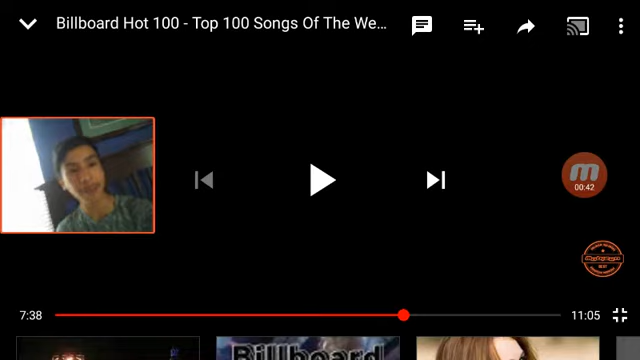 Billboard Hot 100 - Top 100 Songs Of The We...
00:42
7:38
11:05
Billboard